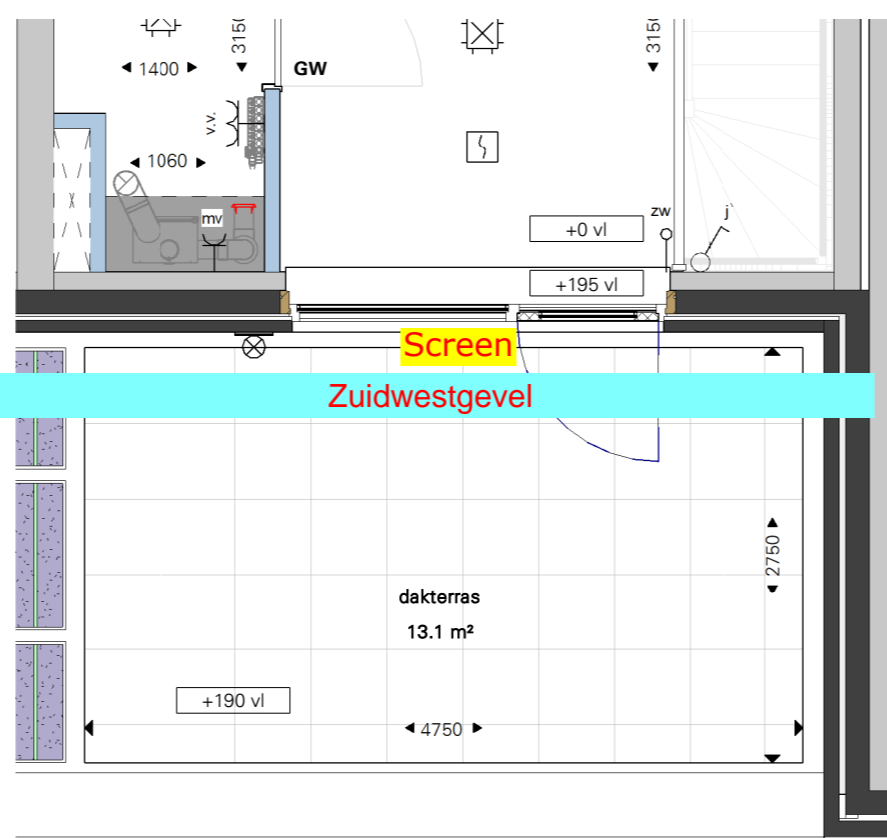 3150
3150
1400
GW
v.v.
1060
mv
zw
j
+0 vl
+195 vl
Screen
Zuidwestgevel
2750
dakterras
13.1 m²
+190 vl
4750